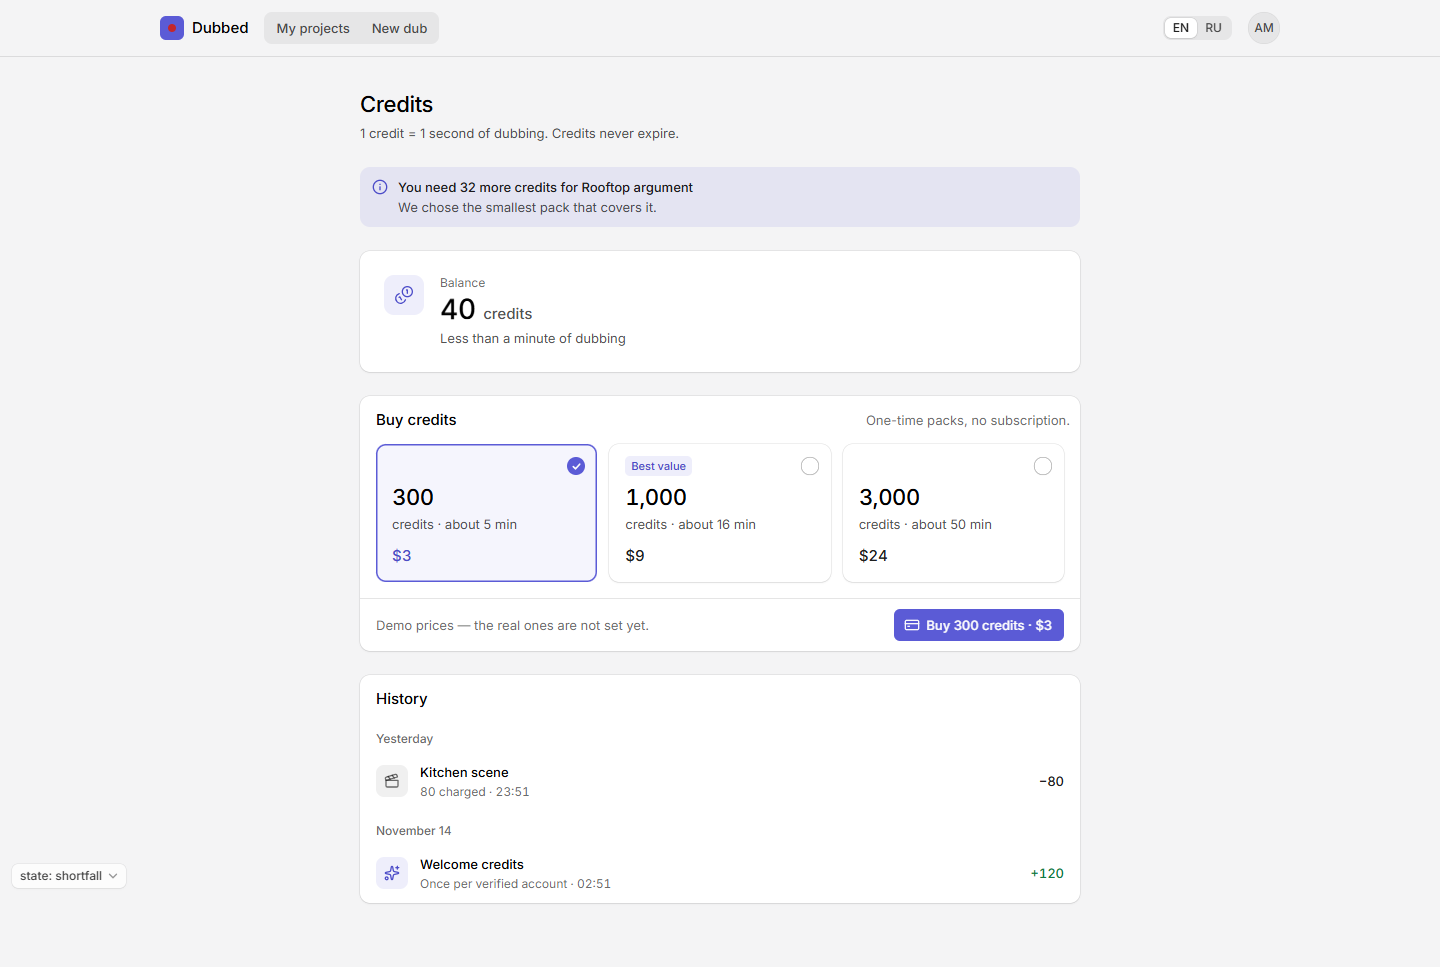 Dubbed
My projects
New dub
EN
RU
AM
Credits
1 credit = 1 second of dubbing. Credits never expire.
You need 32 more credits for Rooftop argument
We chose the smallest pack that covers it.
Balance
40 credits
Less than a minute of dubbing
Buy credits
One-time packs, no subscription.
300
credits · about 5 min
$3
Best value
1,000
credits · about 16 min
$9
3,000
credits · about 50 min
$24
Demo prices — the real ones are not set yet.
Buy 300 credits · $3
History
Yesterday
Kitchen scene
80 charged · 23:51
−80
November 14
Welcome credits
Once per verified account · 02:51
+120
state: shortfall